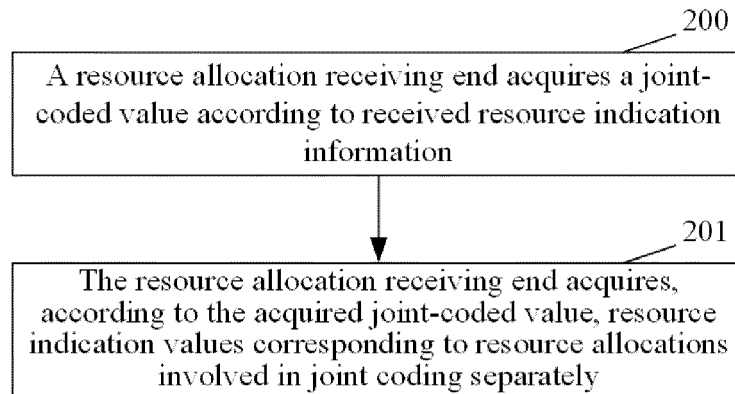 200
A resource allocation receiving end acquires a joint-
coded value according to received resource indication
information
201
The resource allocation receiving end acquires,
according to the acquired joint-coded value, resource
indication values corresponding to resource allocations
involved in joint coding separately